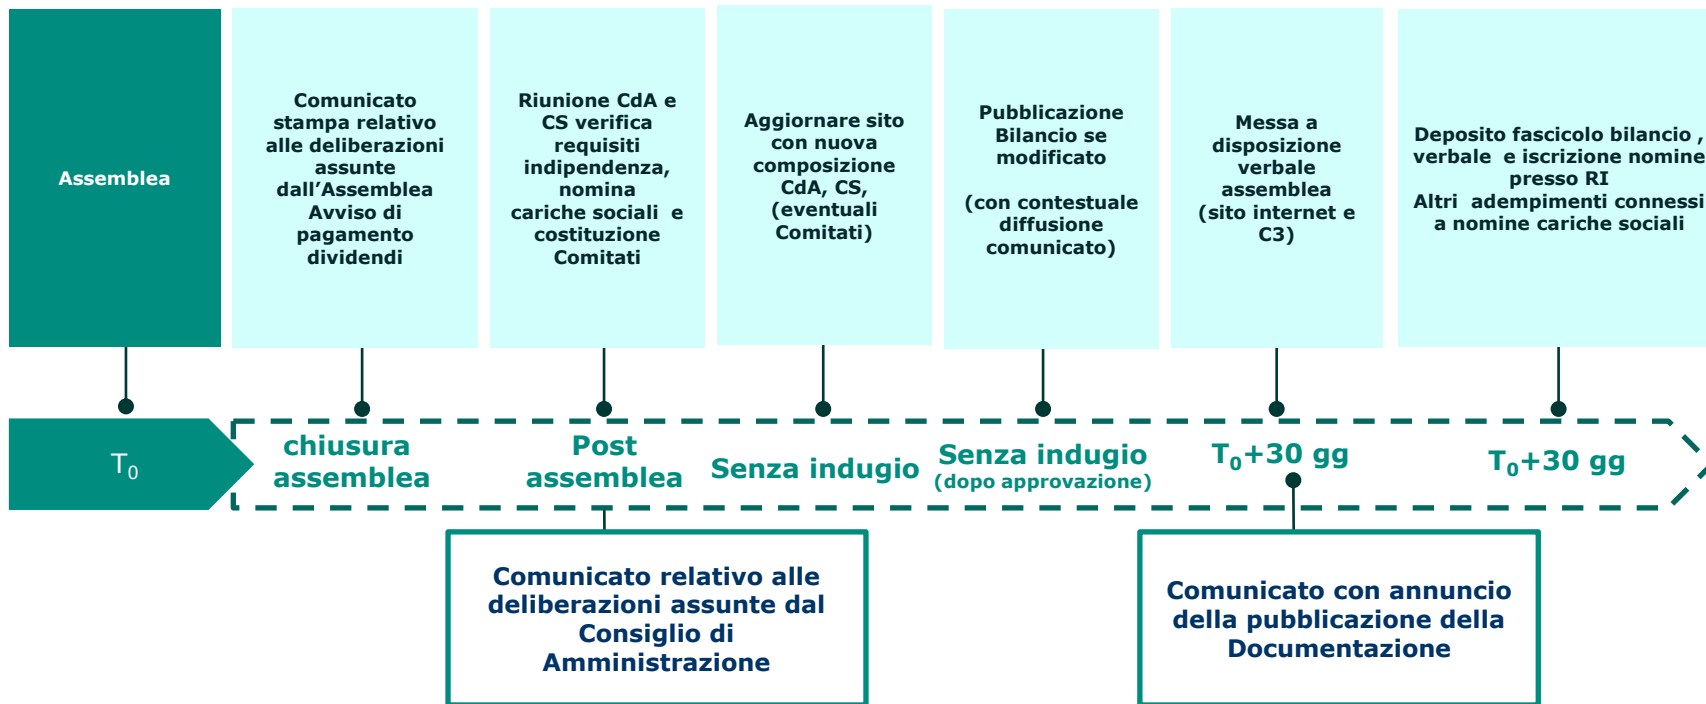 Assemblea
Comunicato
stampa relativo
alle deliberazioni
assunte
dall’Assemblea
Avviso di
pagamento
dividendi
Riunione CdA e
CS verifica
requisiti
indipendenza,
nomina
cariche sociali e
costituzione
Comitati
Aggiornare sito
con nuova
composizione
CdA, CS,
(eventuali
Comitati)
Pubblicazione
Bilancio se
modificato
(con contestuale
diffusione
comunicato)
Messa a
disposizione
verbale
assemblea
(sito internet e
C3)
Deposito fascicolo bilancio ,
verbale e iscrizione nomine
presso RI
Altri adempimenti connessi
a nomine cariche sociali
T0
chiusura
assemblea
Post
assemblea
Senza indugio
Senza indugio
(dopo approvazione)
T0+30 gg
T0+30 gg
Comunicato relativo alle
deliberazioni assunte dal
Consiglio di
Amministrazione
Comunicato con annuncio
della pubblicazione della
Documentazione